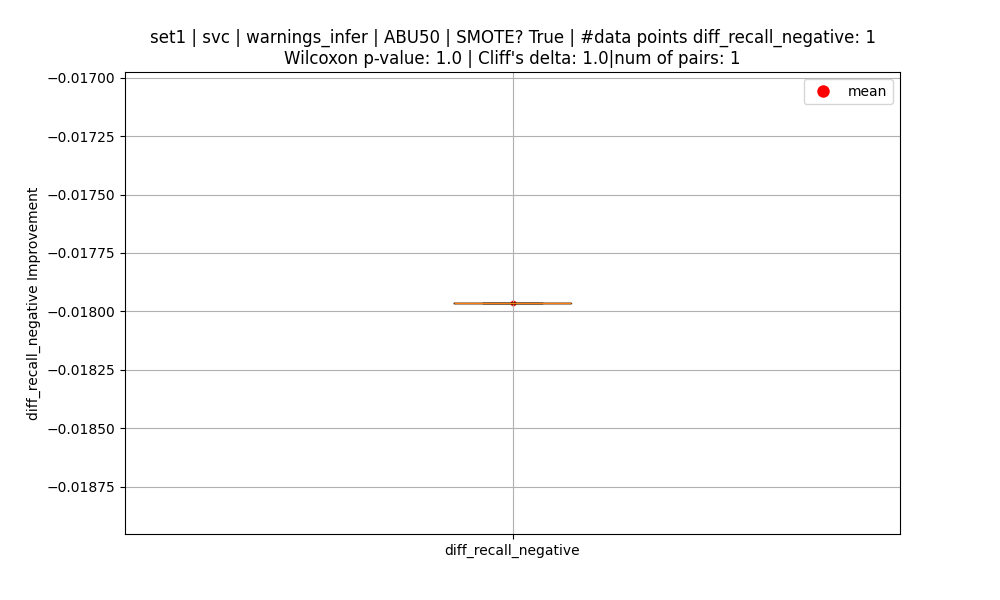 set1 | svc | warnings_infer | ABU50 | SMOTE? True | #data points diff_recall_negative: 1
Wilcoxon p-value: 1.0 | Cliff's delta: 1.0|num of pairs: 1
mean
−0.01700
−0.01725
−0.01750
−0.01775
−0.01800
−0.01825
−0.01850
−0.01875
diff_recall_negative Improvement
diff_recall_negative